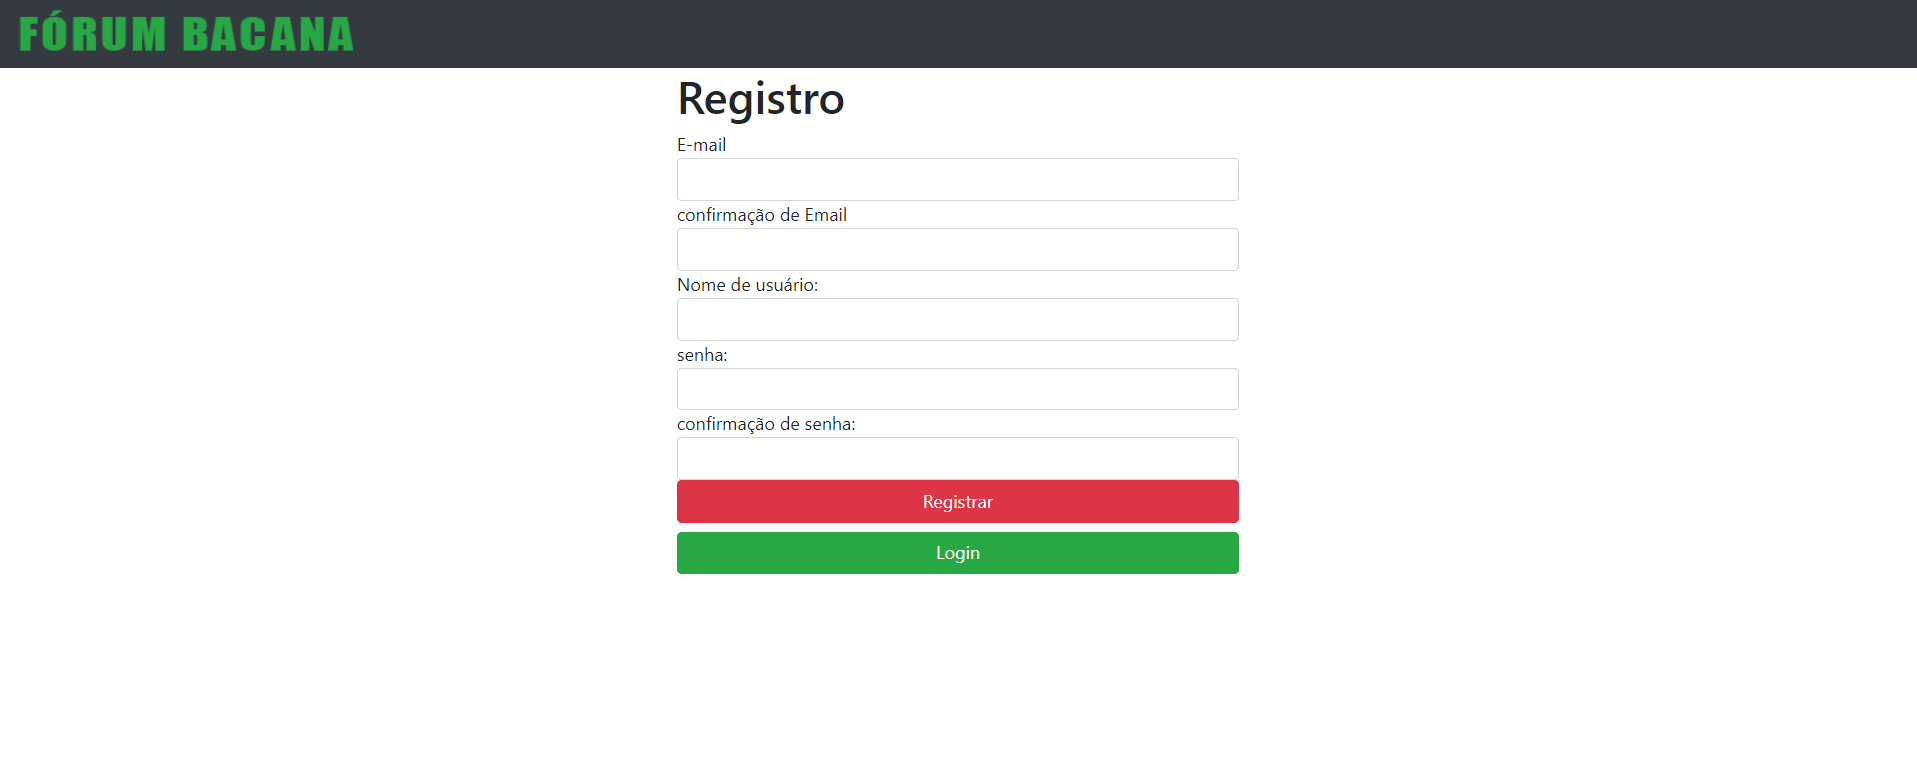 FÓRUM BACANA
Registro
E-mail
confirmação de Email
Nome de usuário:
senha:
confirmação de senha:
Registrar
Login